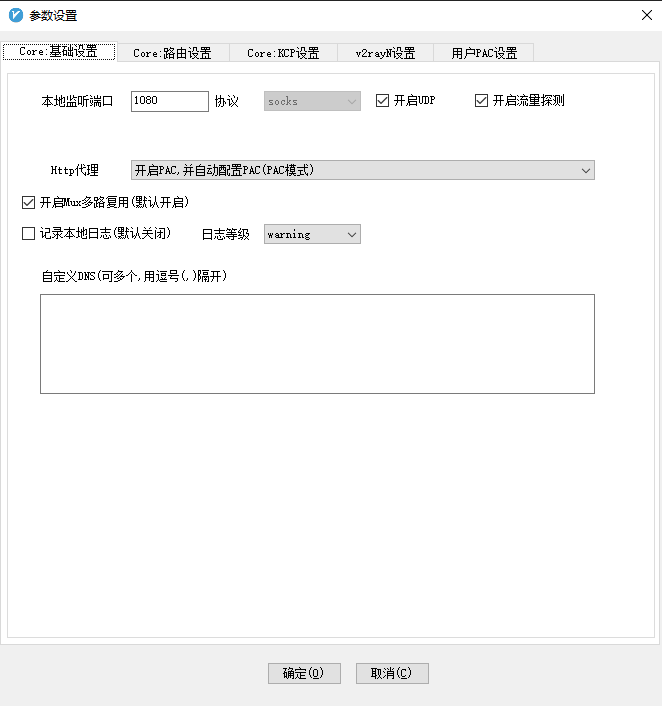 参数设置
Core:基础设置 Core:路由设置 Core:KCP设置 v2rayN设置 用户PAC设置
本地监听端口 1080 协议 socks 开启UDP 开启流量探测
Http代理 开启PAC,并自动配置PAC(PAC模式)
开启Mux多路复用(默认开启)
记录本地日志(默认关闭) 日志等级 warning
自定义DNS(可多个,用逗号(,)隔开)
确定(O) 取消(C)